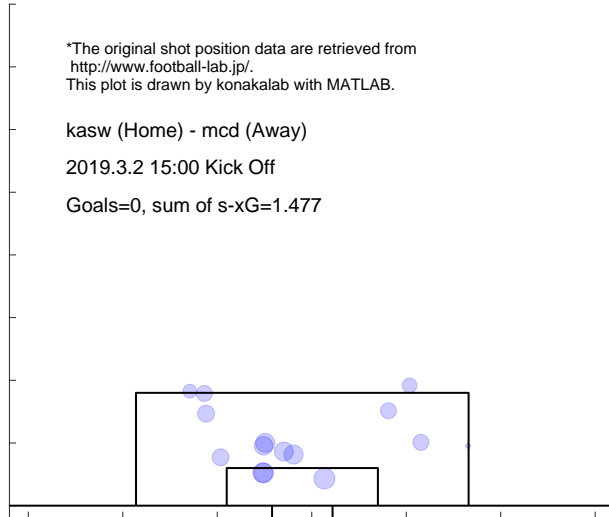 *The original shot position data are retrieved from
http://www.football-lab.jp/.
This plot is drawn by konakalab with MATLAB.
kasw (Home) - mcd (Away)
2019.3.2 15:00 Kick Off
Goals=0, sum of s-xG=1.477